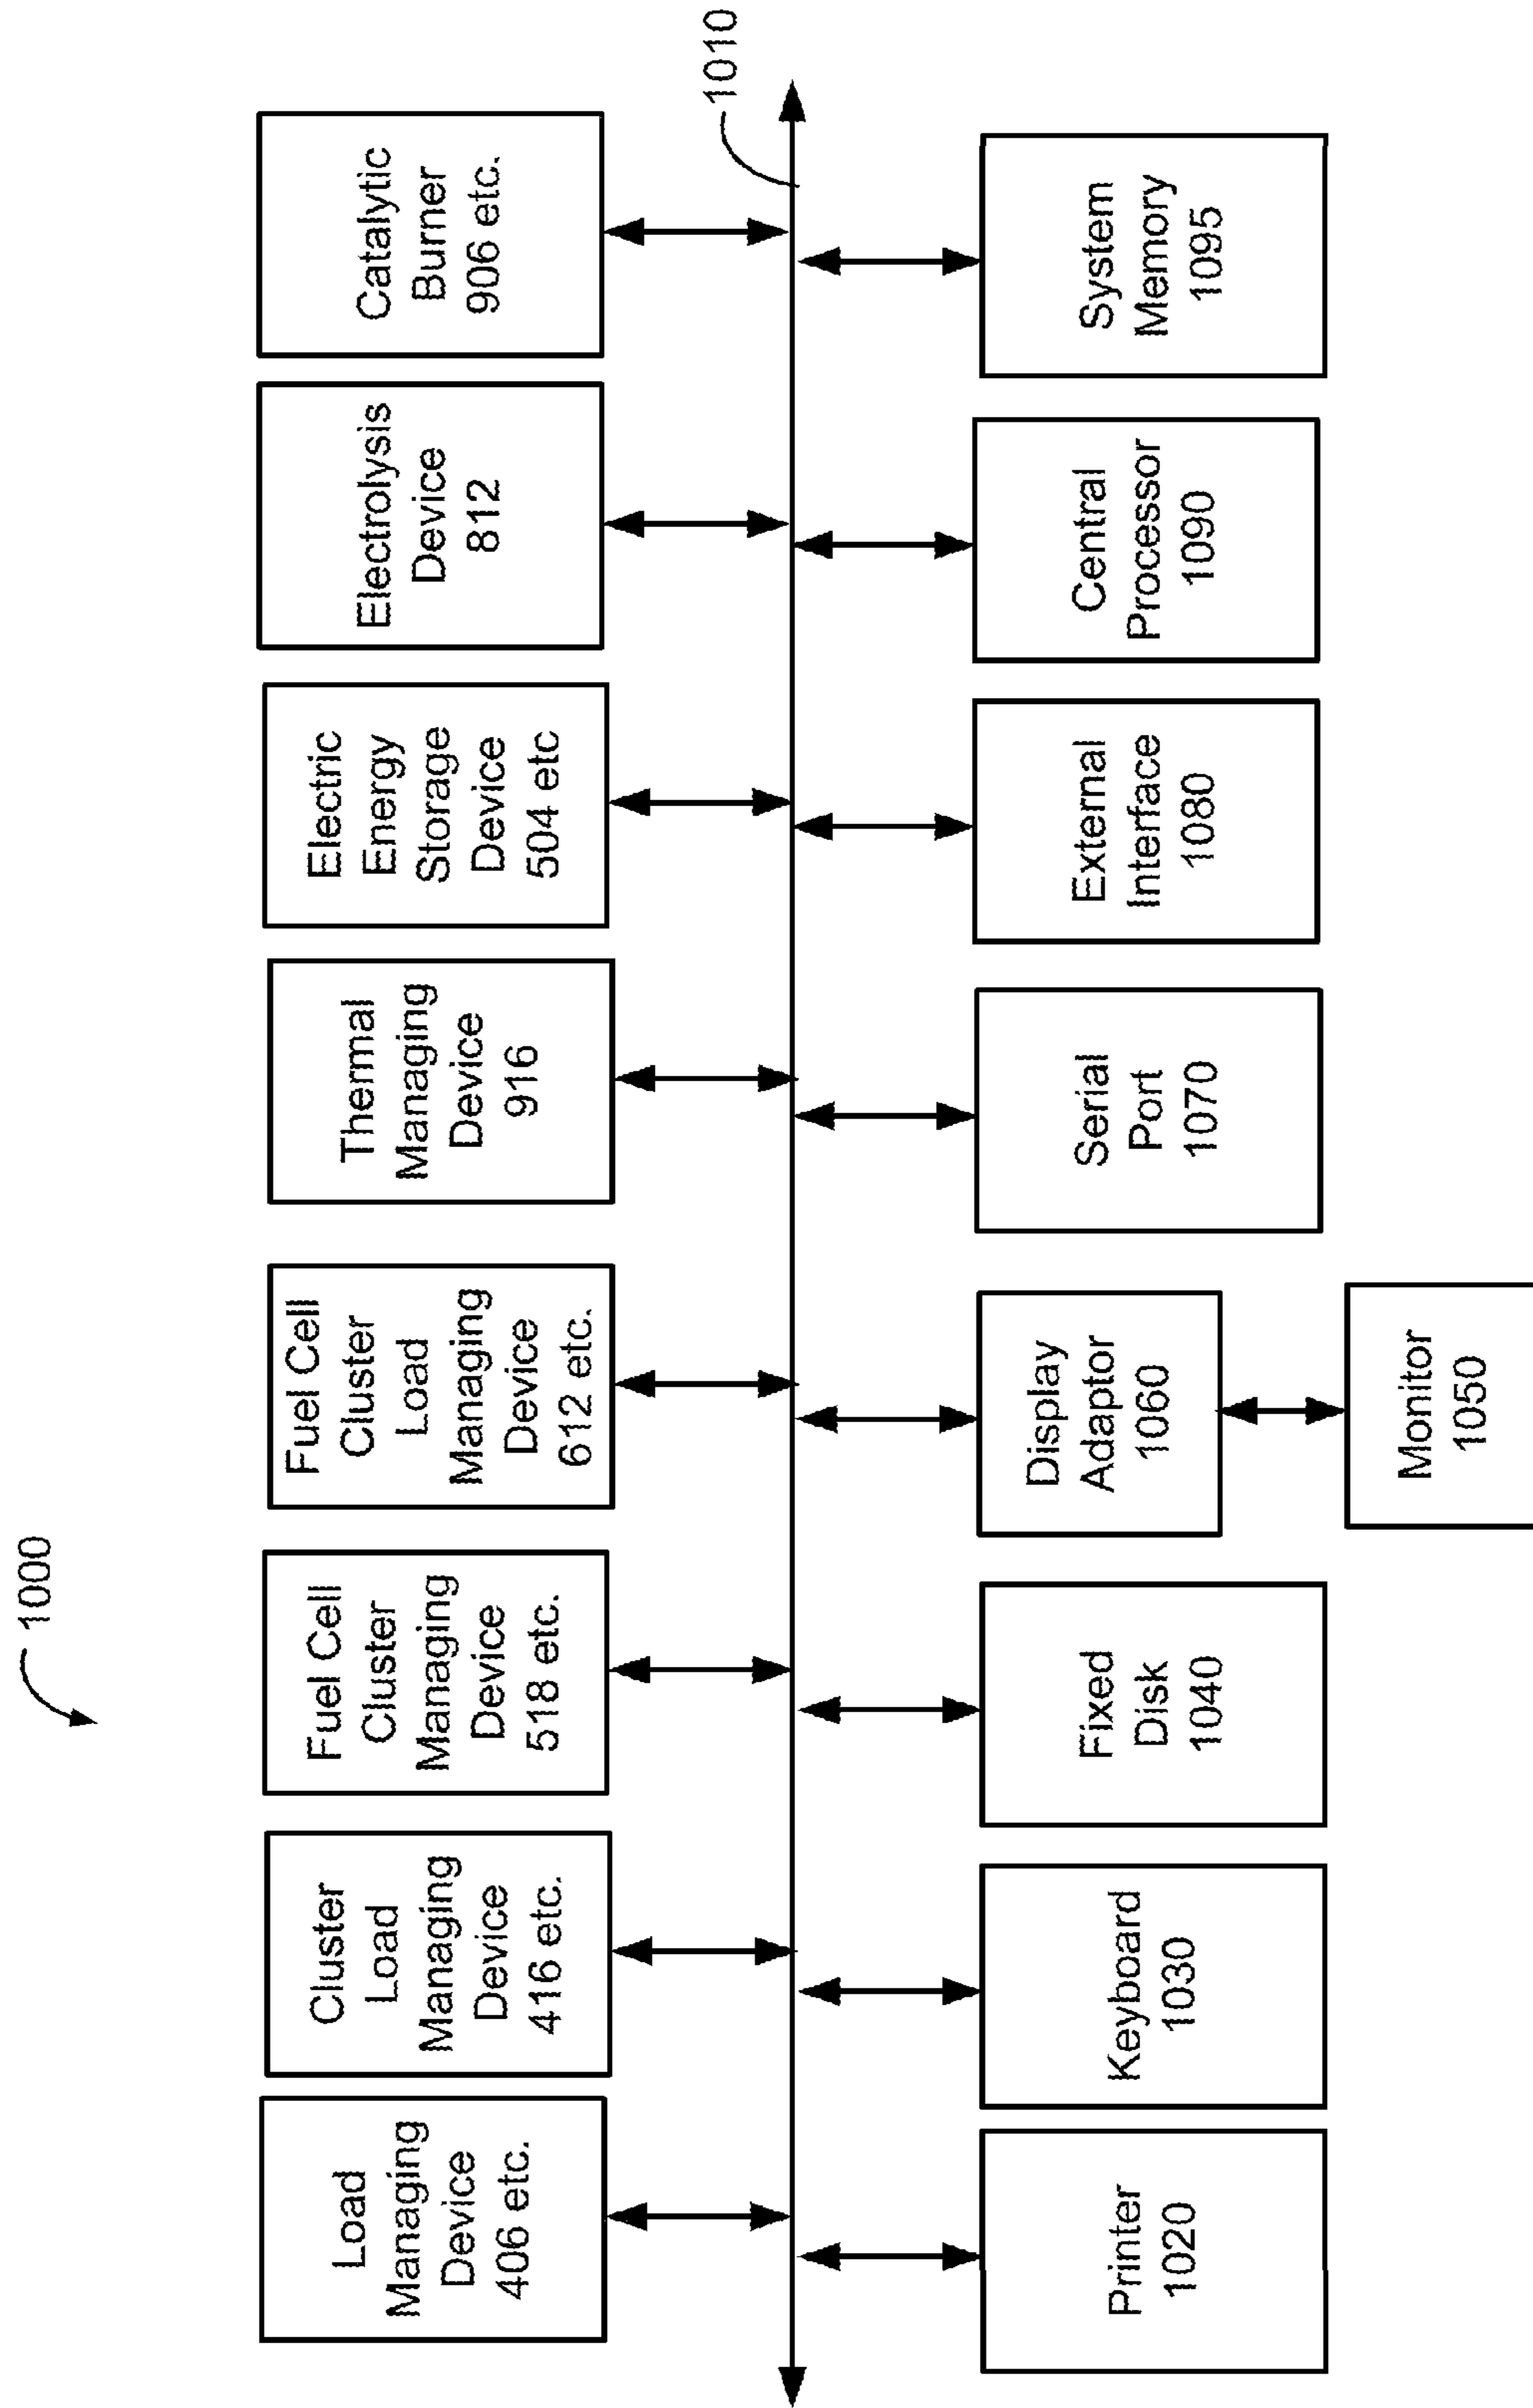 1000
Load
Managing
Device
406 etc.
Cluster
Load
Managing
Device
416 etc.
Fuel Cell
Cluster
Managing
Device
518 etc.
Fuel Cell
Cluster
Load
Managing
Device
612 etc.
Thermal
Managing
Device
916
Electric
Energy
Storage
Device
504 etc
Electrolysis
Device
812
Catalytic
Burner
906 etc.
1010
Printer
1020
Keyboard
1030
Fixed
Disk
1040
Display
Adaptor
1060
Monitor
1050
Serial
Port
1070
External
Interface
1080
Central
Processor
1090
System
Memory
1095